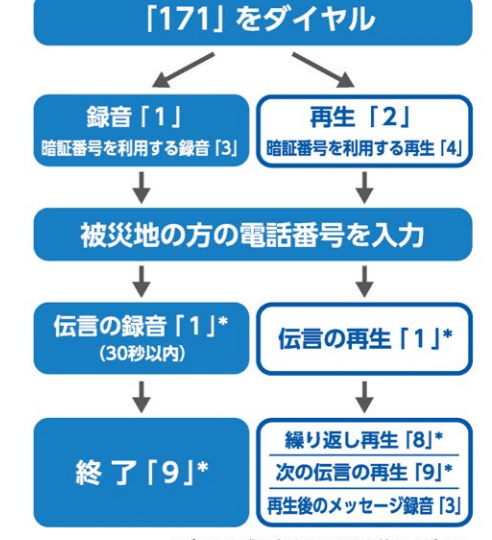 「171」をダイヤル
録音「1」
暗証番号を利用する録音「3」
再生「2」
暗証番号を利用する再生「4」
被災地の方の電話番号を入力
伝言の録音「1」*
(30秒以内)
伝言の再生「1」*
終了「9」*
繰り返し再生「8」*
次の伝言の再生「9」*
再生後のメッセージ録音「3」